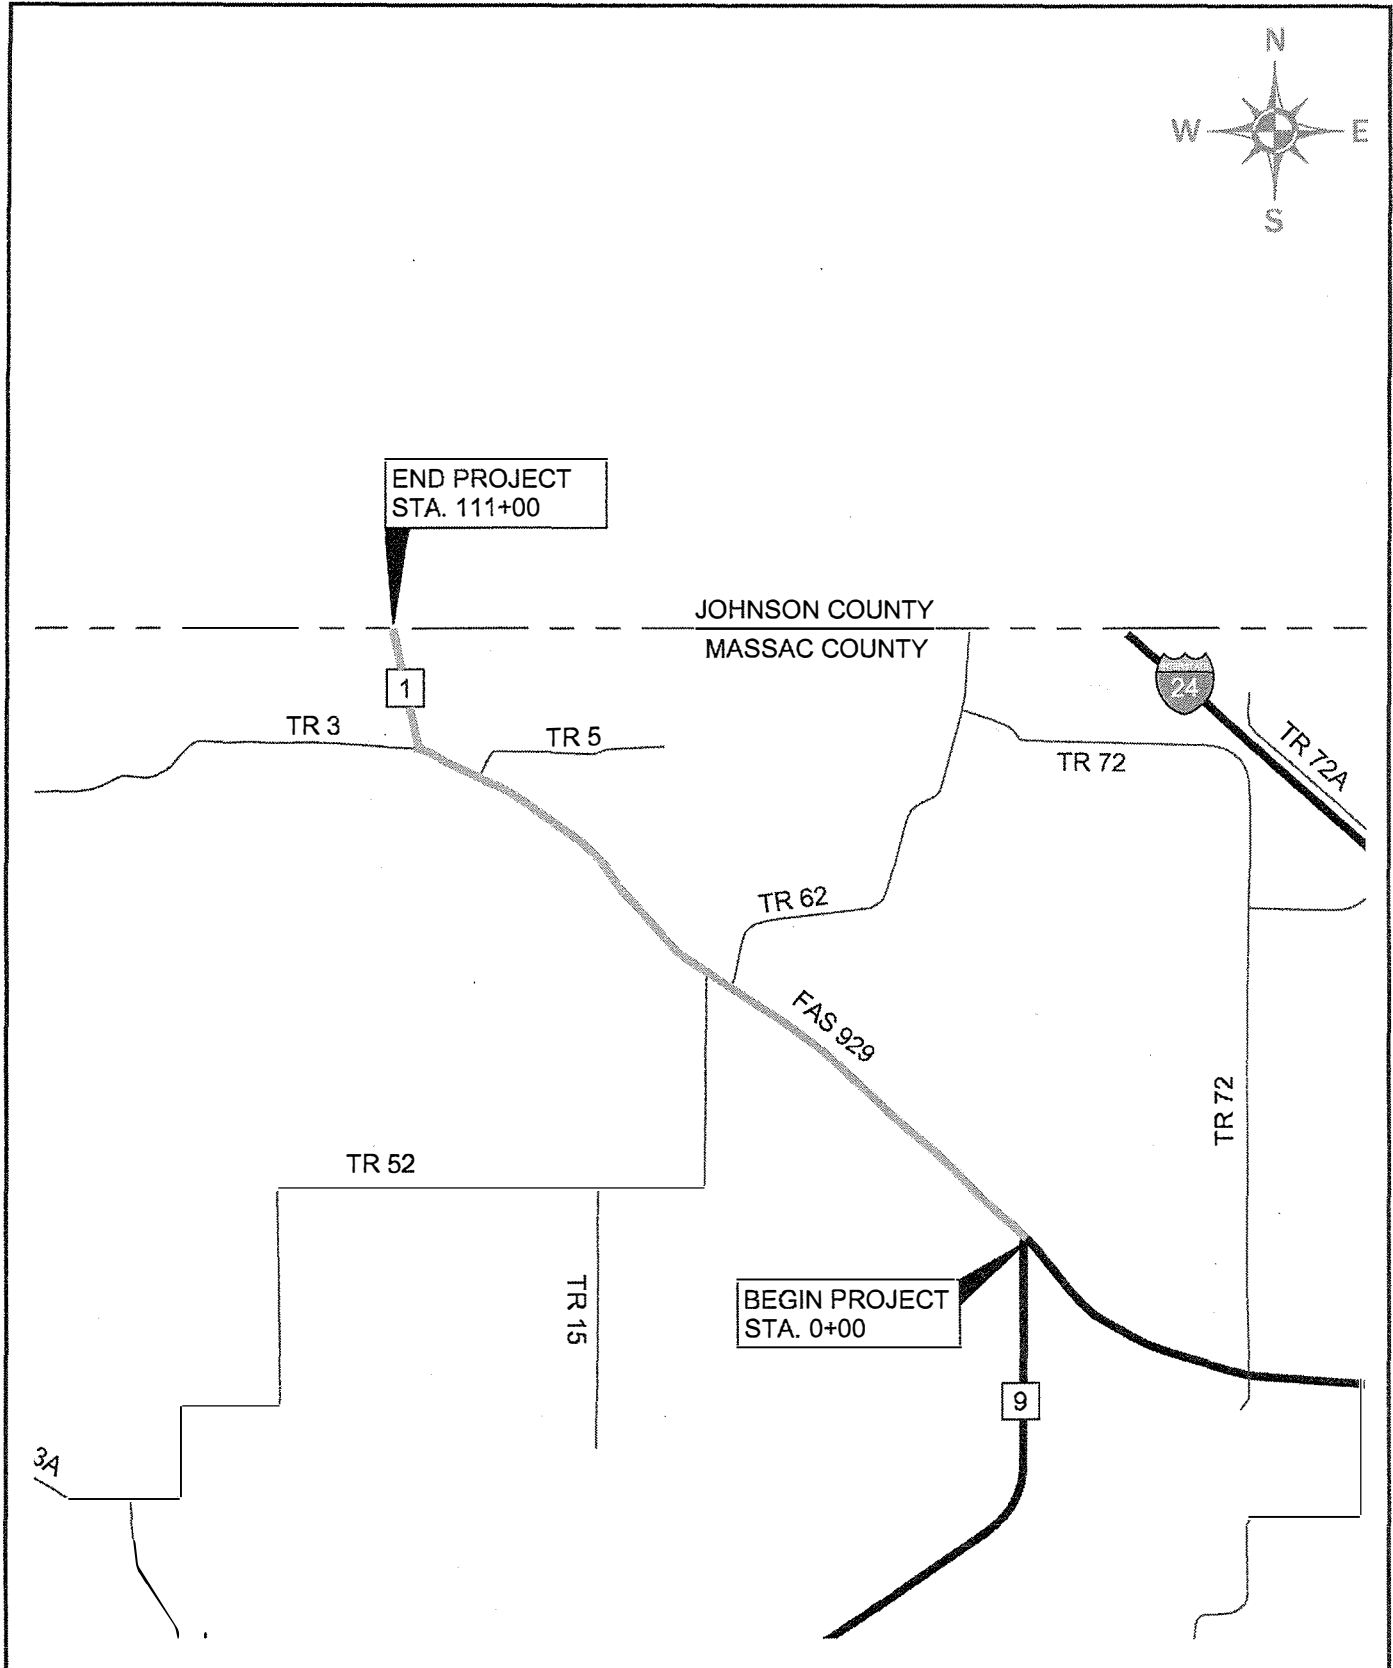 N
W
E
S
END PROJECT
STA. 111+00
JOHNSON COUNTY
MASSAC COUNTY
1
24
TR 3
TR 5
TR 72
TR 72A
TR 62
FAS 929
TR 72
TR 52
TR 15
BEGIN PROJECT
STA. 0+00
9
3A